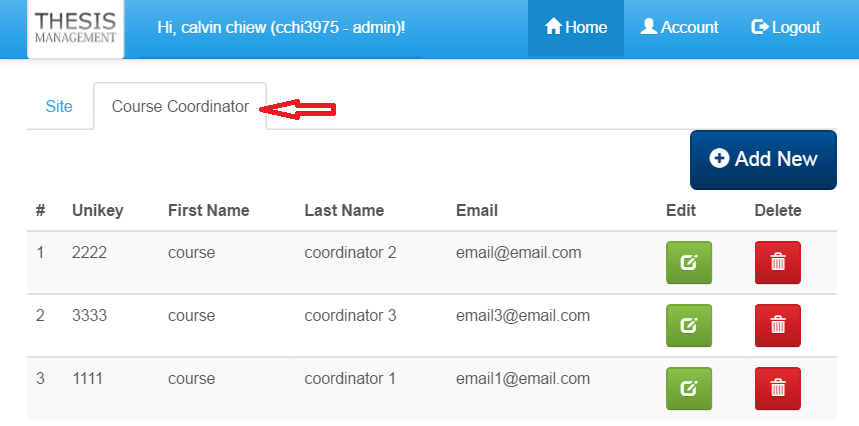 THESIS
MANAGEMENT
Hi, calvin chiew (cchi3975 - admin)!
Home
Account
Logout
Site
Course Coordinator
Add New
# Unikey First Name Last Name Email Edit Delete
1 2222 course coordinator 2 email@email.com
2 3333 course coordinator 3 email3@email.com
3 1111 course coordinator 1 email1@email.com